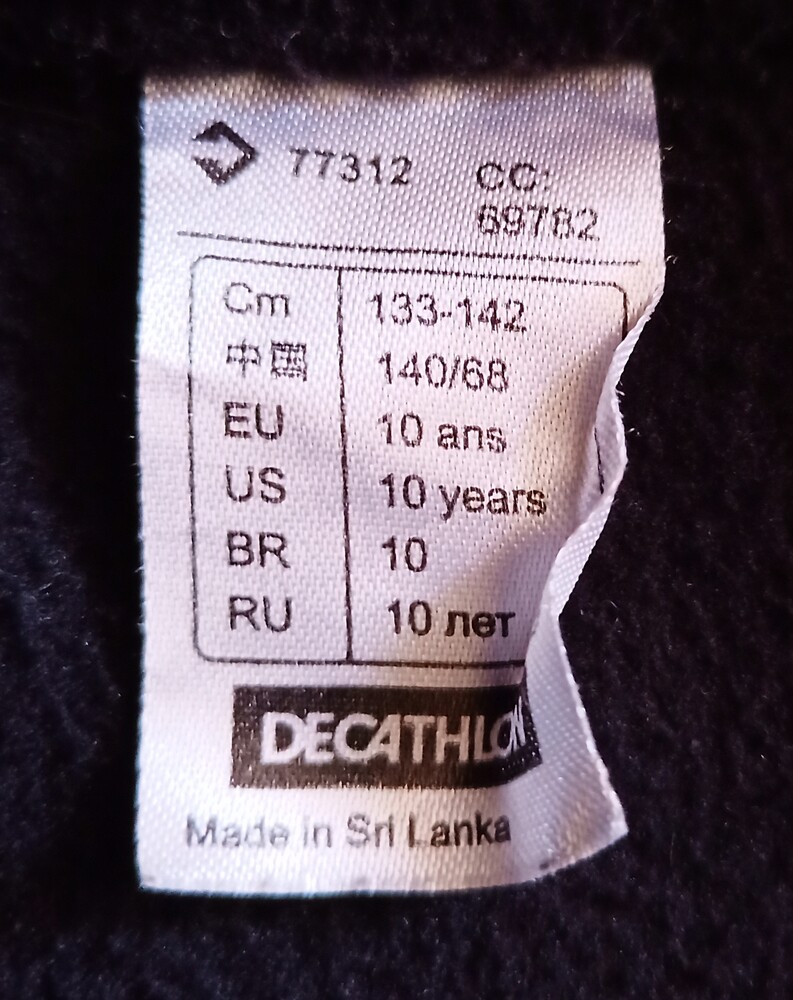 77312 CC:
69782
Cm 133-142
中国 140/68
EU 10 ans
US 10 years
BR 10
RU 10 лет
DECATHLON
Made in Sri Lanka